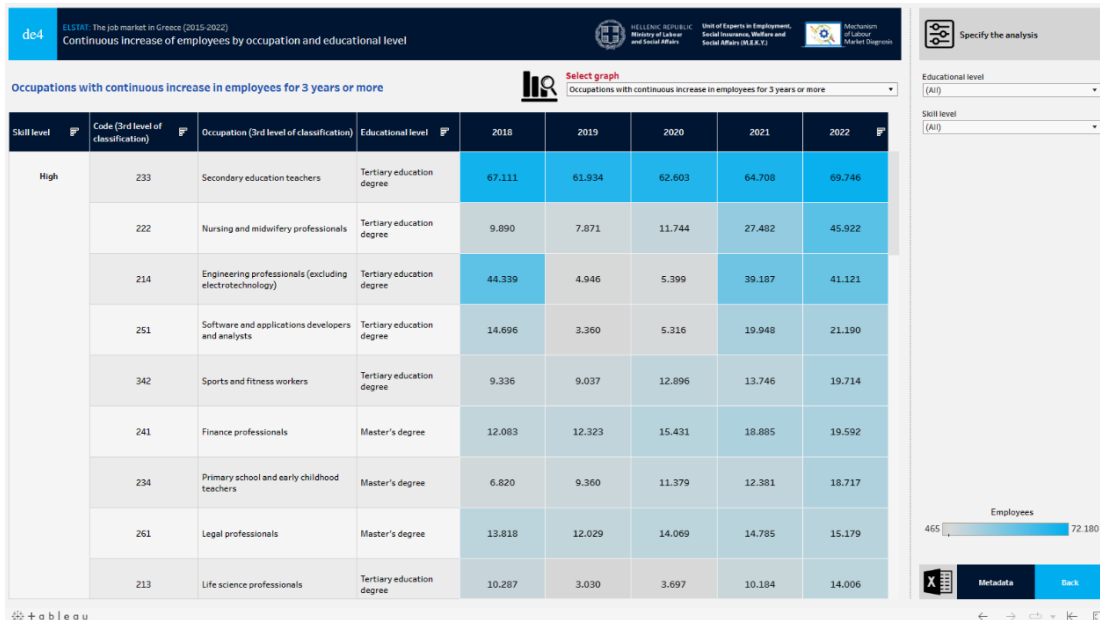 de4
ELSTAT: The job market in Greece (2015-2022)
Continuous increase of employees by occupation and educational level
HELLENIC REPUBLIC
Ministry of Labour
and Social Affairs
Unit of Experts in Employment,
Social Insurance, Welfare and
Social Affairs (M.E.K.Y.)
Mechanism
of Labour
Market Diagnosis
Specify the analysis
Occupations with continuous increase in employees for 3 years or more
Select graph
Occupations with continuous increase in employees for 3 years or more
Educational level
(All)
Skill level
(All)
Skill level
Code (3rd level of
classification)
Occupation (3rd level of classification)
Educational level
2018
2019
2020
2021
2022
High
233
Secondary education teachers
Tertiary education
degree
67.111
61.934
62.603
64.708
69.746
222
Nursing and midwifery professionals
Tertiary education
degree
9.890
7.871
11.744
27.482
45.922
214
Engineering professionals (excluding
electrotechnology)
Tertiary education
degree
44.339
4.946
5.399
39.187
41.121
251
Software and applications developers
and analysts
Tertiary education
degree
14.696
3.360
5.316
19.948
21.190
342
Sports and fitness workers
Tertiary education
degree
9.336
9.037
12.896
13.746
19.714
241
Finance professionals
Master's degree
12.083
12.323
15.431
18.885
19.592
234
Primary school and early childhood
teachers
Master's degree
6.820
9.360
11.379
12.381
18.717
261
Legal professionals
Master's degree
13.818
12.029
14.069
14.785
15.179
213
Life science professionals
Tertiary education
degree
10.287
3.030
3.697
10.184
14.006
Employees
465
72.180
X
Metadata
Back
+ableau